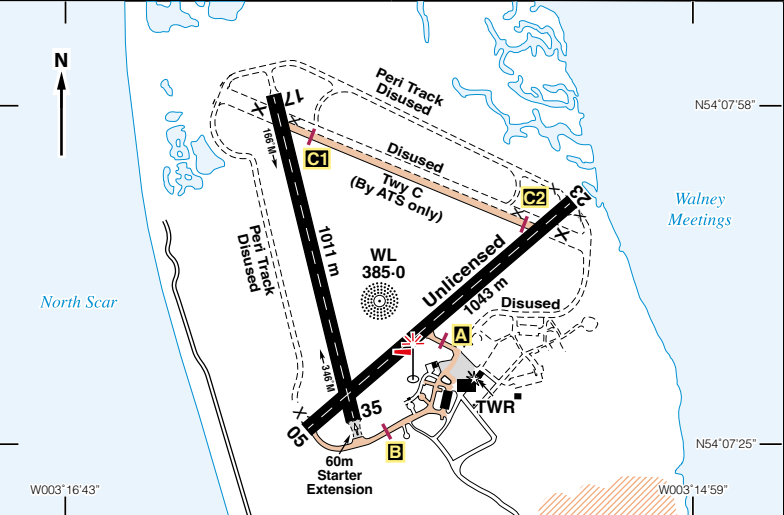 N
17
Peri Track
Disused
N54°07'58"
166°M
C1
Disused
Twy C
(By ATS only)
C2
23
Walney
Meetings
Peri Track
Disused
1011 m
WL
385·0
Unlicensed
1043 m
North Scar
Disused
A
346°M
35
TWR
05
B
N54°07'25"
60m
Starter
Extension
W003°16'43"
W003°14'59"